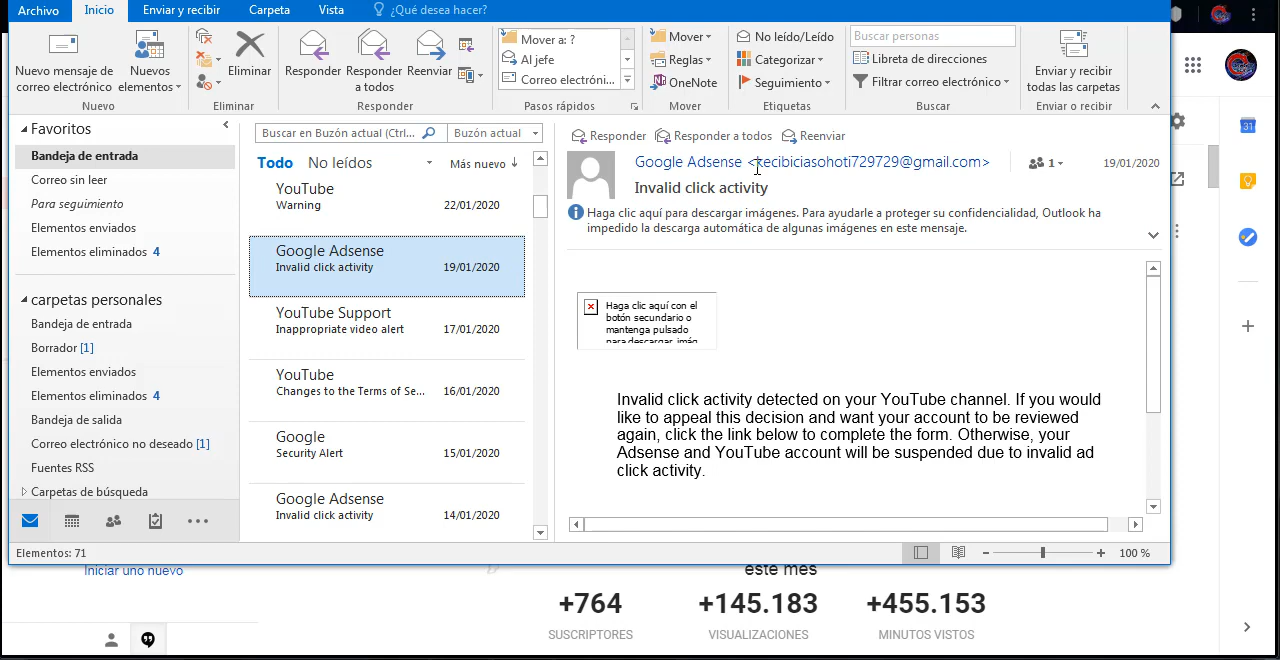 Archivo Inicio Enviar y recibir Carpeta Vista ¿Qué desea hacer?
Nuevo mensaje de correo electrónico
Nuevos elementos
Nuevo
Eliminar
Eliminar
Responder
Responder a todos
Reenviar
Responder
Mover a: ?
Al jefe
Correo electróni...
Pasos rápidos
Mover
Reglas
OneNote
Mover
No leído/Leído
Categorizar
Seguimiento
Etiquetas
Buscar personas
Libreta de direcciones
Filtrar correo electrónico
Buscar
Enviar y recibir
todas las carpetas
Enviar o recibir
Favoritos
Bandeja de entrada
Correo sin leer
Para seguimiento
Elementos enviados
Elementos eliminados 4
carpetas personales
Bandeja de entrada
Borrador [1]
Elementos enviados
Elementos eliminados 4
Bandeja de salida
Correo electrónico no deseado [1]
Fuentes RSS
Carpetas de búsqueda
Buscar en Buzón actual (Ctrl... Buzón actual
Todo No leídos Más nuevo
YouTube
Warning 22/01/2020
Google Adsense
Invalid click activity 19/01/2020
YouTube Support
Inappropriate video alert 17/01/2020
YouTube
Changes to the Terms of Se... 16/01/2020
Google
Security Alert 15/01/2020
Google Adsense
Invalid click activity 14/01/2020
Responder Responder a todos Reenviar
Google Adsense <recibiciasohoti729729@gmail.com> 1 19/01/2020
Invalid click activity
Haga clic aquí para descargar imágenes. Para ayudarle a proteger su confidencialidad, Outlook ha
impedido la descarga automática de algunas imágenes en este mensaje.
Haga clic aquí con el
botón secundario o
mantenga pulsado
para descargar imág
Invalid click activity detected on your YouTube channel. If you would
like to appeal this decision and want your account to be reviewed
again, click the link below to complete the form. Otherwise, your
Adsense and YouTube account will be suspended due to invalid ad
click activity.
Elementos: 71 100 %
Iniciar uno nuevo
este mes
+764 +145.183 +455.153
SUSCRIPTORES VISUALIZACIONES MINUTOS VISTOS
31